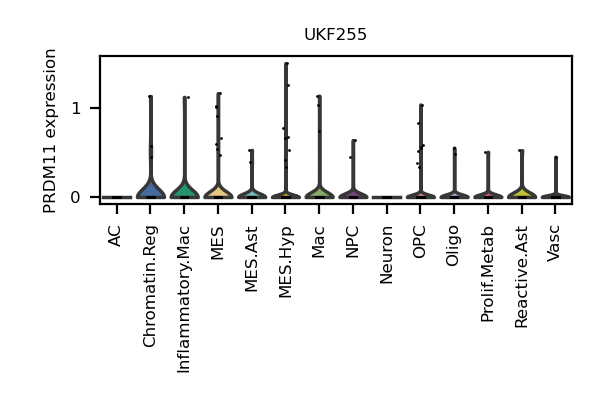 UKF255
PRDM11 expression
1
0
AC
Chromatin.Reg
Inflammatory.Mac
MES
MES.Ast
MES.Hyp
Mac
NPC
Neuron
OPC
Oligo
Prolif.Metab
Reactive.Ast
Vasc